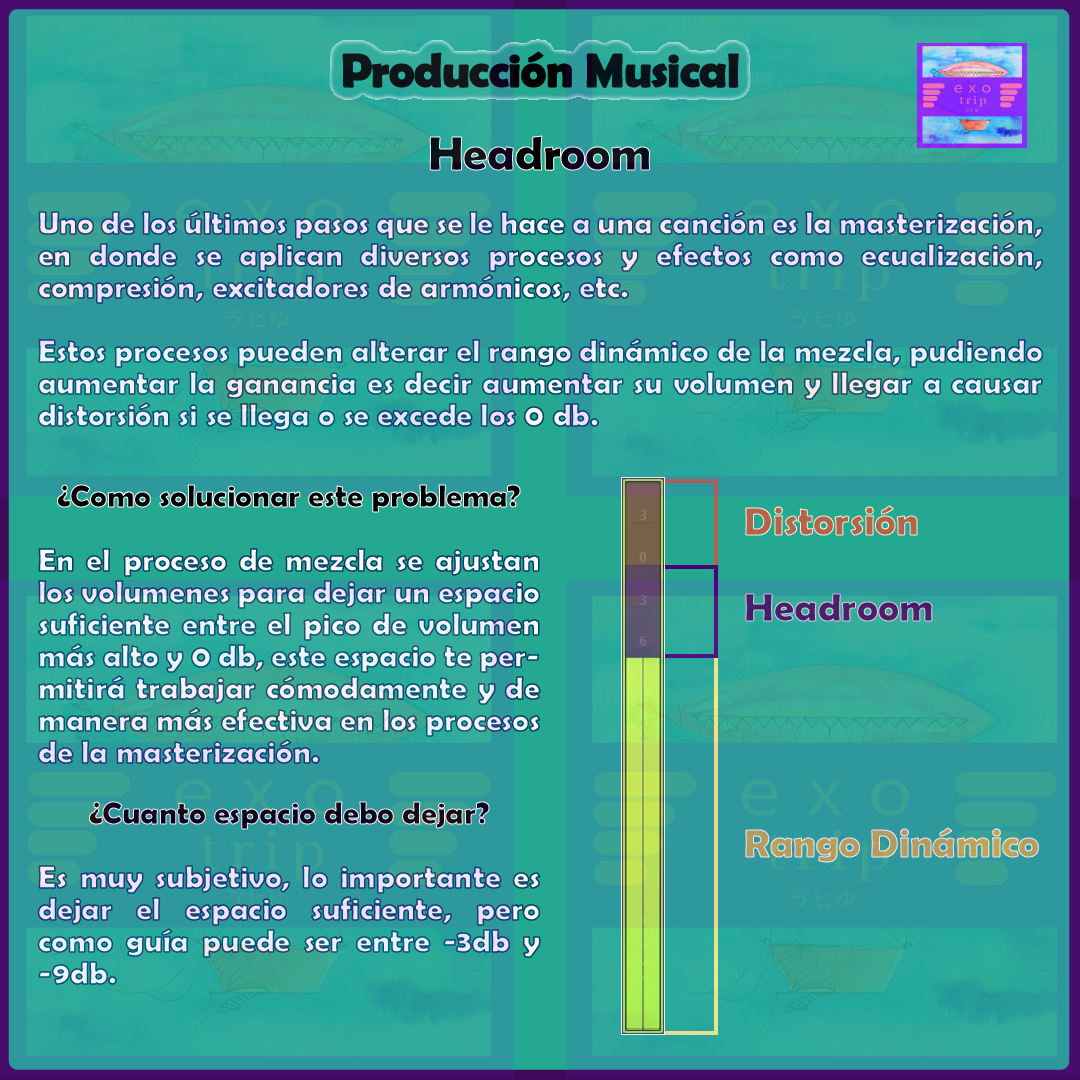 Producción Musical
exo
trip
Headroom
Uno de los últimos pasos que se le hace a una canción es la masterización,
en donde se aplican diversos procesos y efectos como ecualización,
compresión, excitadores de armónicos, etc.
Estos procesos pueden alterar el rango dinámico de la mezcla, pudiendo
aumentar la ganancia es decir aumentar su volumen y llegar a causar
distorsión si se llega o se excede los 0 db.
¿Como solucionar este problema?
En el proceso de mezcla se ajustan
los volumenes para dejar un espacio
suficiente entre el pico de volumen
más alto y 0 db, este espacio te per-
mitirá trabajar cómodamente y de
manera más efectiva en los procesos
de la masterización.
¿Cuanto espacio debo dejar?
Es muy subjetivo, lo importante es
dejar el espacio suficiente, pero
como guía puede ser entre -3db y
-9db.
3
0
3
6
Distorsión
Headroom
Rango Dinámico